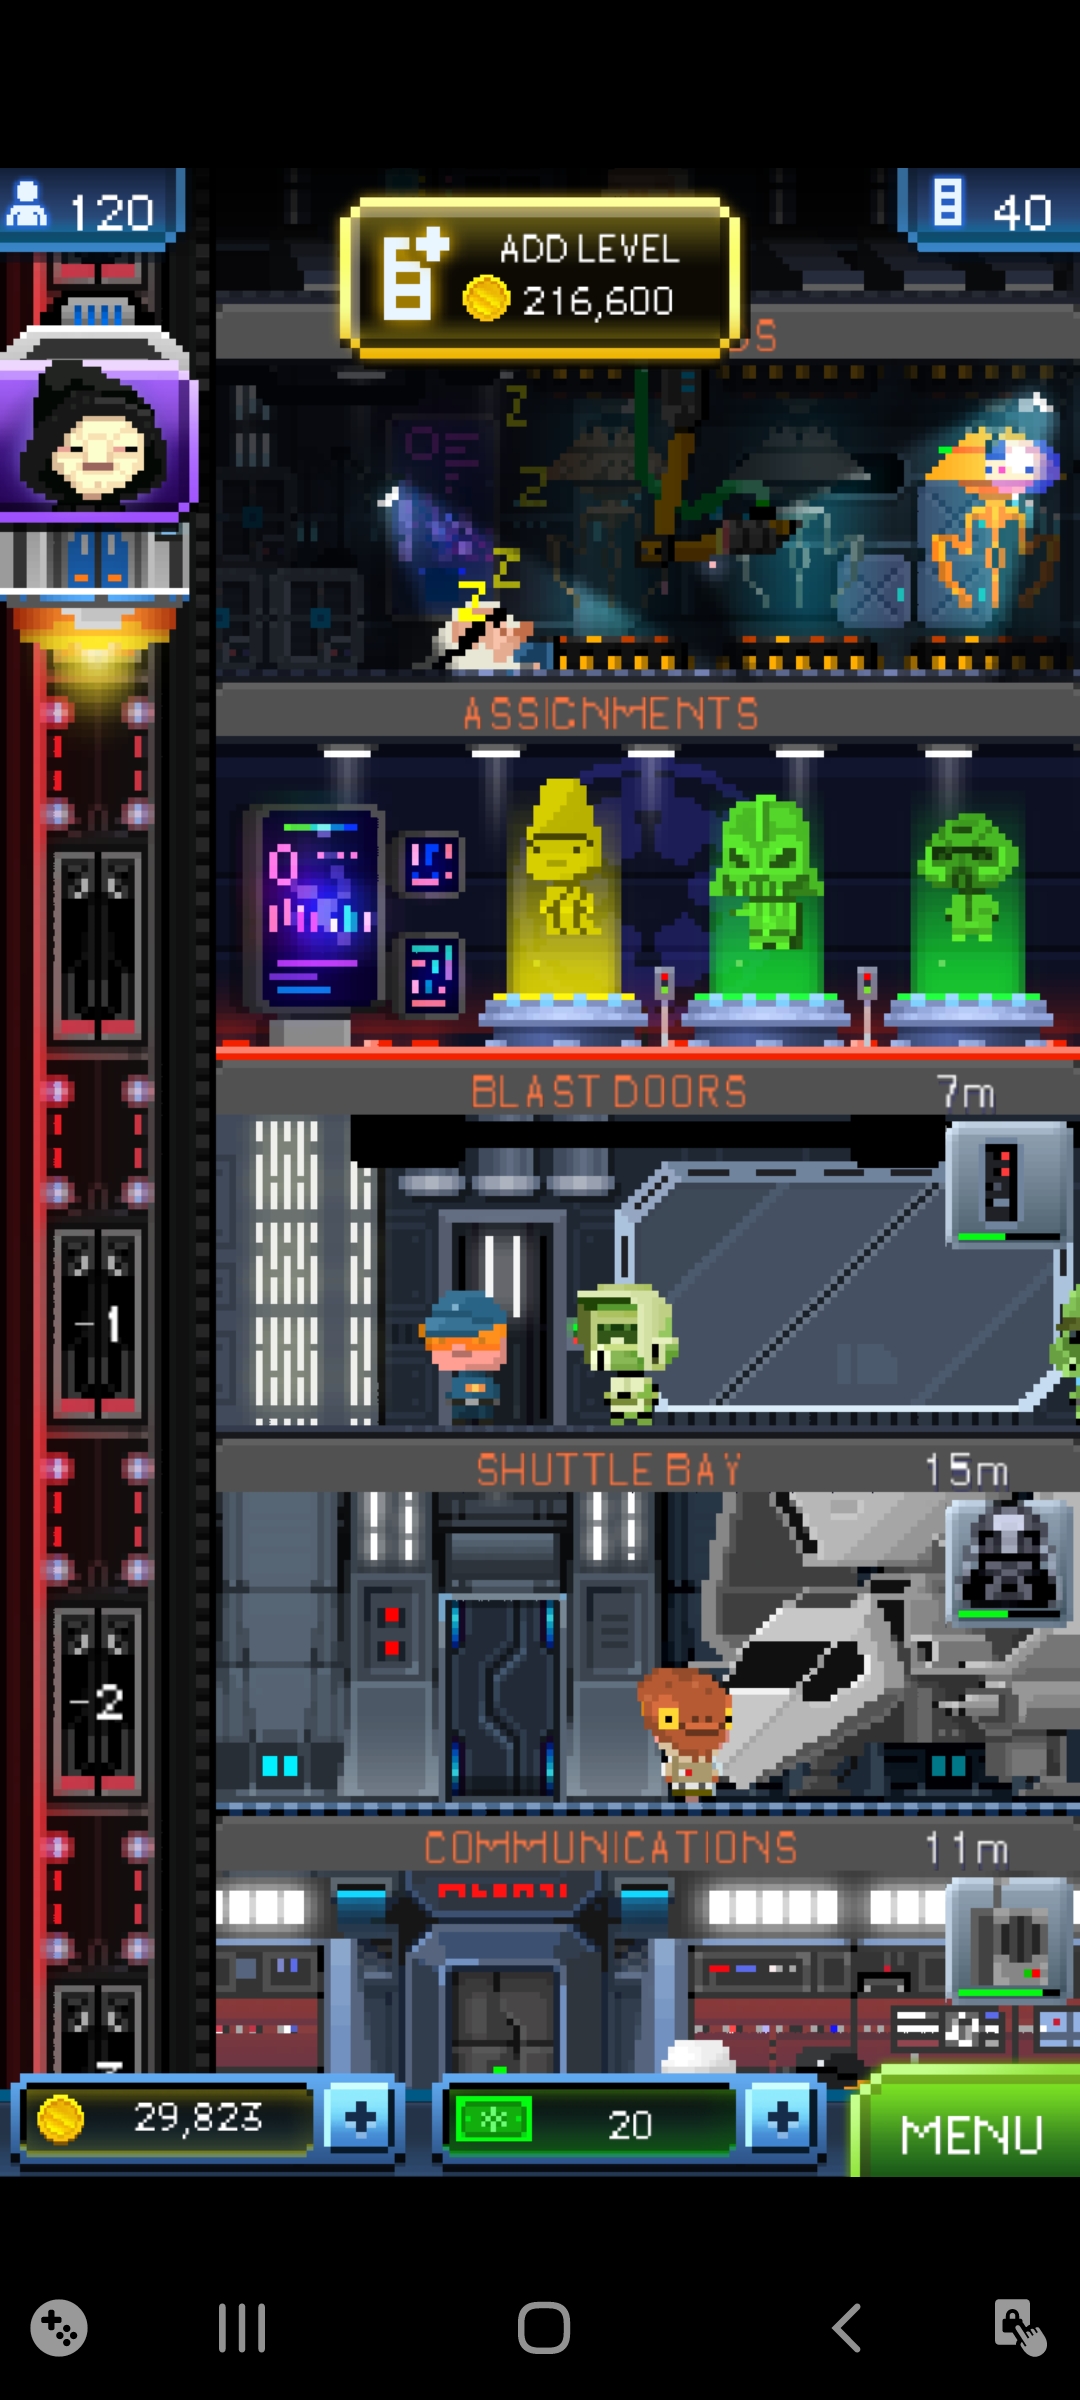 120
ADD LEVEL
216,600
40
DS
Z
Z
Z
Z
ASSIGNMENTS
BLAST DOORS 7m
-1
SHUTTLE BAY 15m
-2
COMMUNICATIONS 11m
29,823
+
20
+
MENU